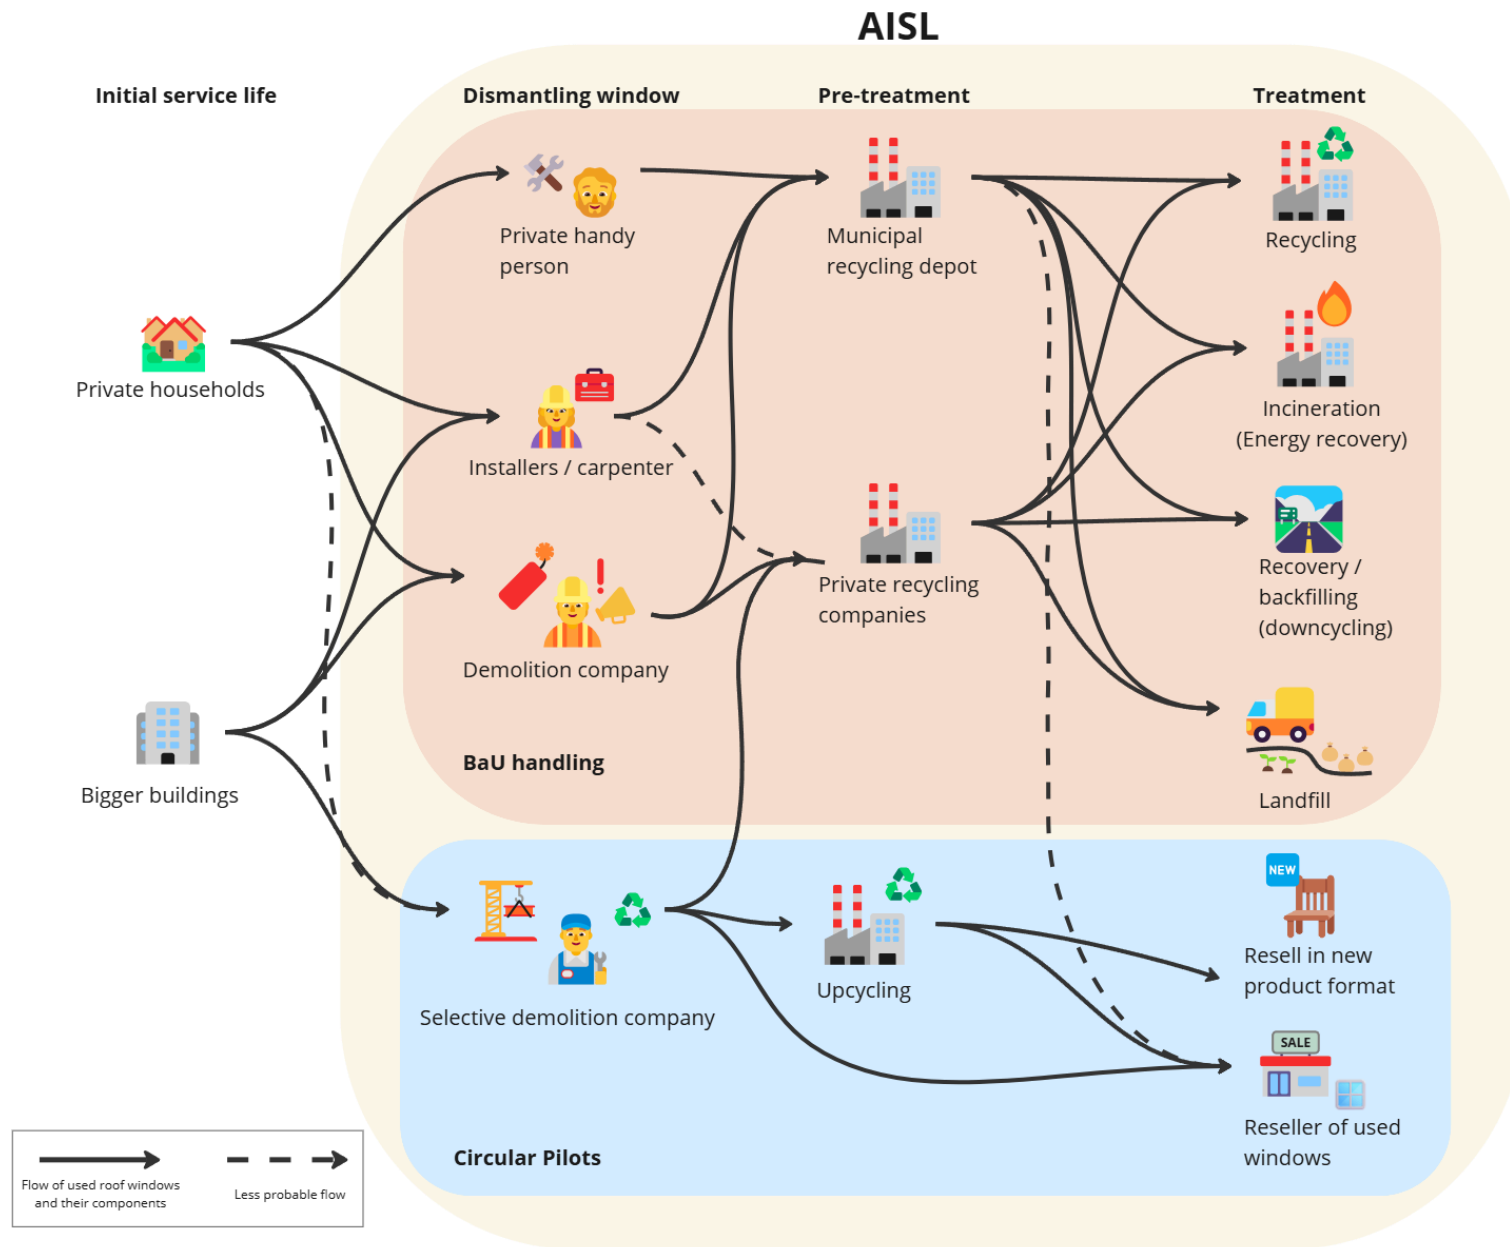 AISL
Initial service life
Dismantling window
Pre-treatment
Treatment
Private handy
person
Municipal
recycling depot
Recycling
Private households
Installers / carpenter
Incineration
(Energy recovery)
Private recycling
companies
Recovery /
backfilling
(downcycling)
Demolition company
Bigger buildings
BaU handling
Landfill
Selective demolition company
Upcycling
NEW
Resell in new
product format
SALE
Reseller of used
windows
Circular Pilots
Flow of used roof windows
and their components
Less probable flow